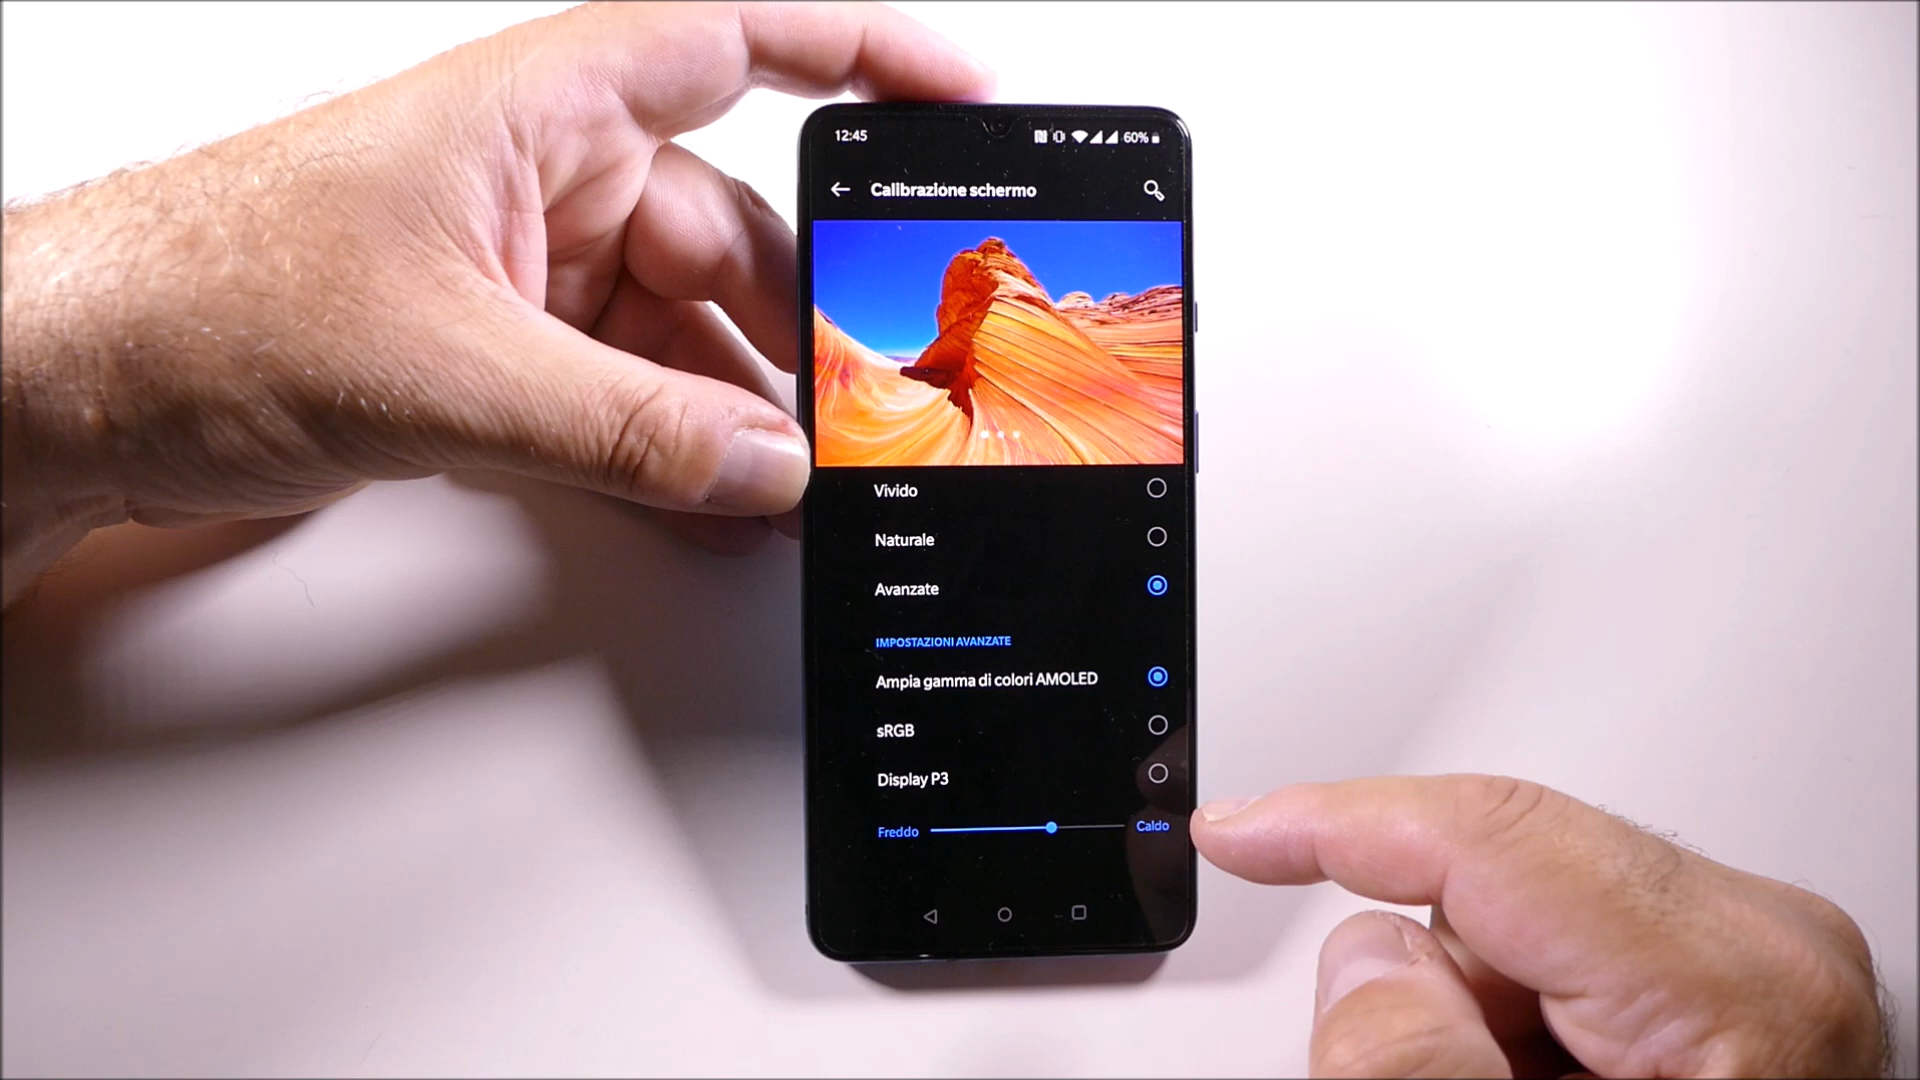 12:45
60%
Calibrazione schermo
Vivido
Naturale
Avanzate
IMPOSTAZIONI AVANZATE
Ampia gamma di colori AMOLED
sRGB
Display P3
Freddo
Caldo